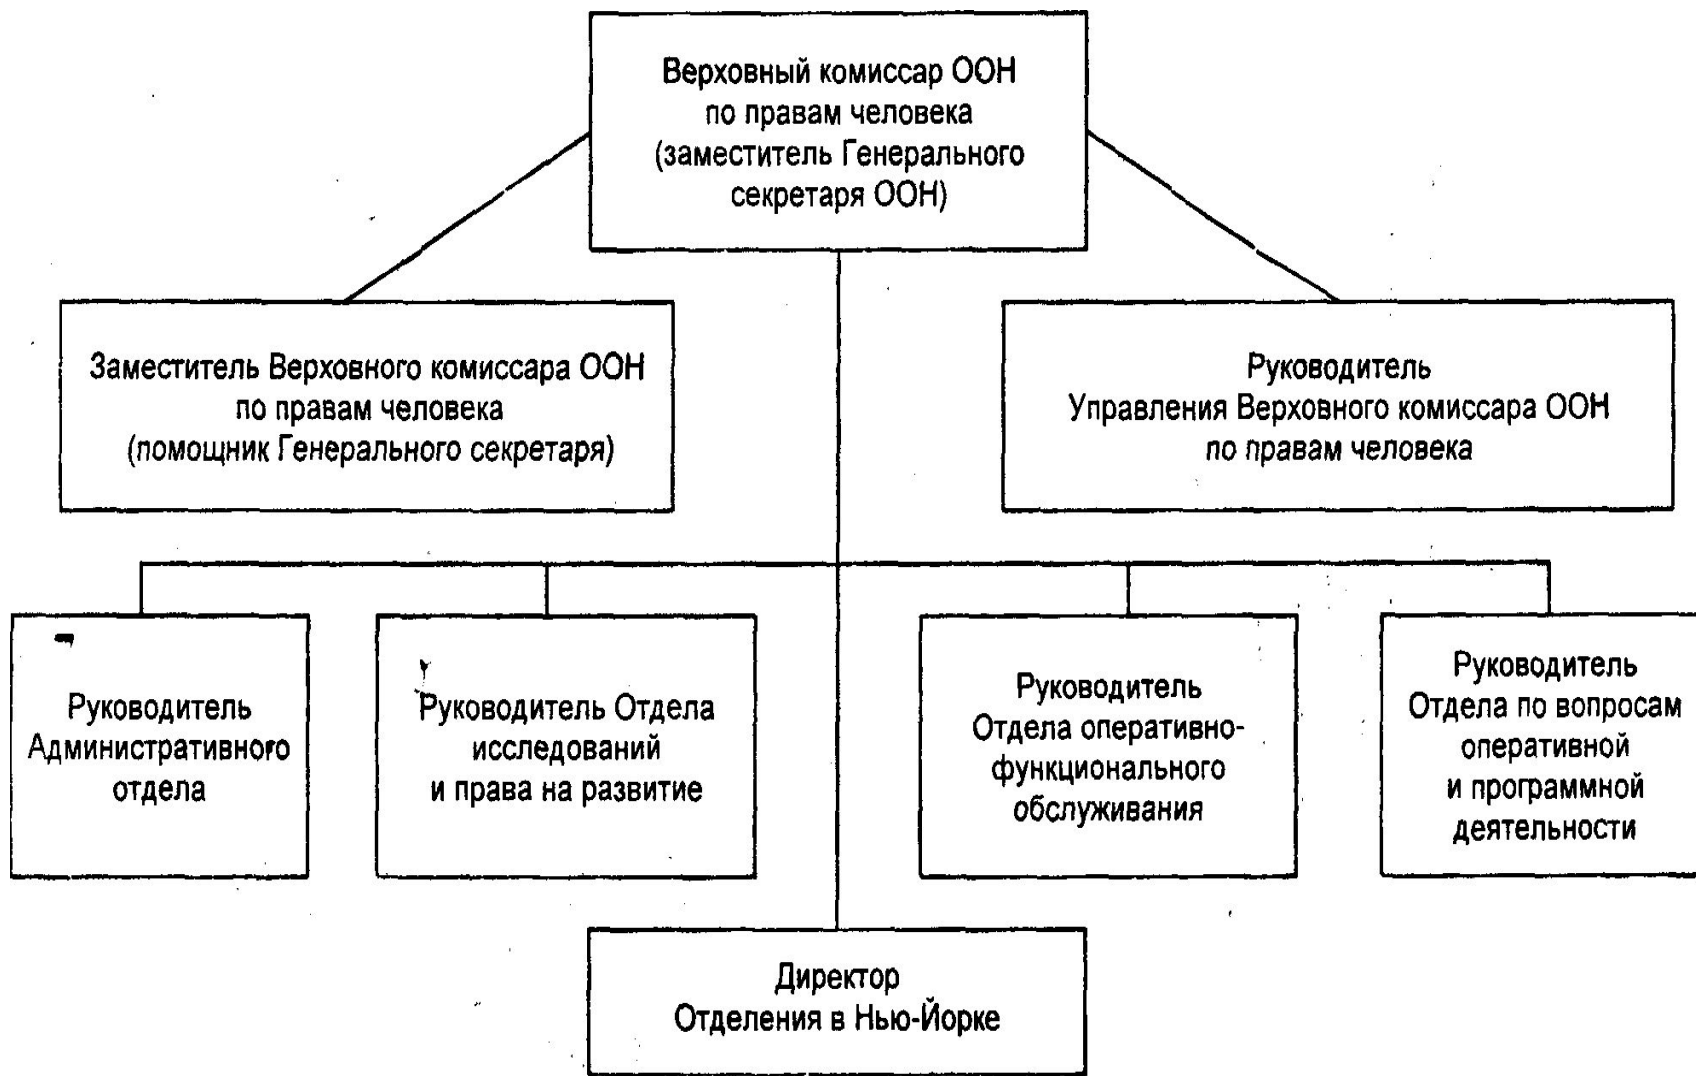 Верховный комиссар ООН
по правам человека
(заместитель Генерального
секретаря ООН)
Заместитель Верховного комиссара ООН
по правам человека
(помощник Генерального секретаря)
Руководитель
Управления Верховного комиссара ООН
по правам человека
Руководитель
Административного
отдела
Руководитель Отдела
исследований
и права на развитие
Руководитель
Отдела оперативно-
функционального
обслуживания
Руководитель
Отдела по вопросам
оперативной
и программной
деятельности
Директор
Отделения в Нью-Йорке